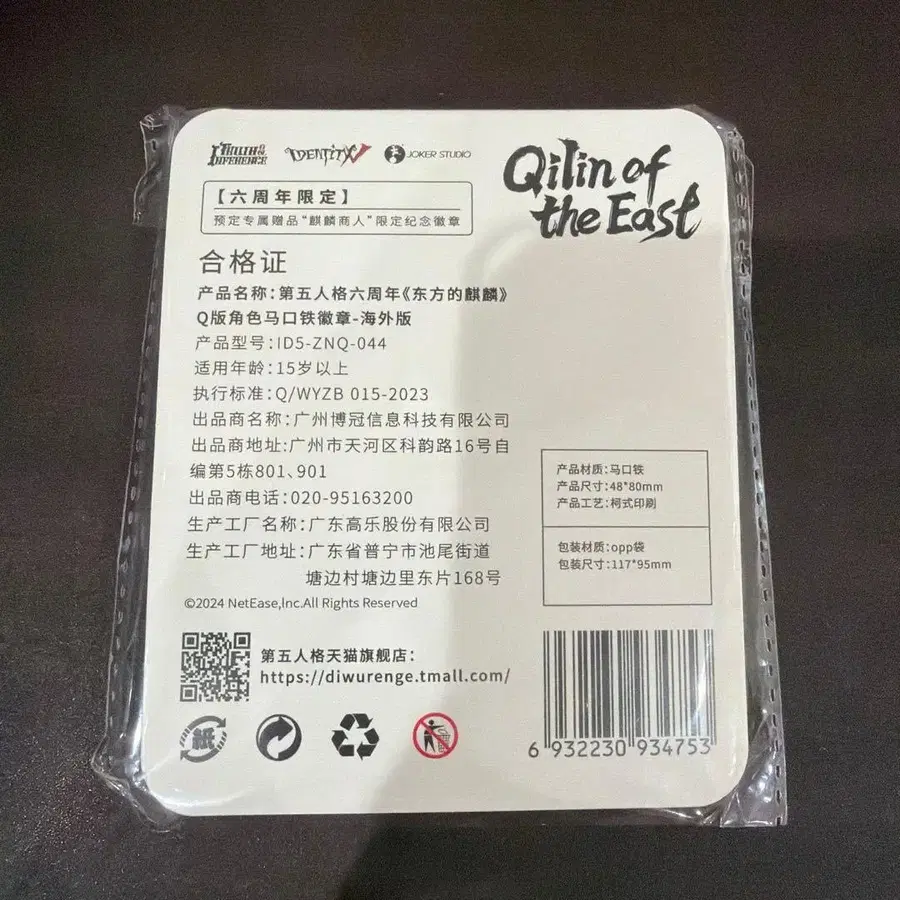 TRUTH & INFERENCE
IDENTITY V
JOKER STUDIO
Qilin of
the East
【六周年限定】
预定专属赠品“麒麟商人”限定纪念徽章
合格证
产品名称:第五人格六周年《东方的麒麟》
Q版角色马口铁徽章-海外版
产品型号:ID5-ZNQ-044
适用年龄:15岁以上
执行标准:Q/WYZB 015-2023
出品商名称:广州博冠信息科技有限公司
出品商地址:广州市天河区科韵路16号自
编第5栋801、901
出品商电话:020-95163200
生产工厂名称:广东高乐股份有限公司
生产工厂地址:广东省普宁市池尾街道
塘边村塘边里东片168号
©2024 NetEase,Inc.All Rights Reserved
产品材质:马口铁
产品尺寸:48*80mm
产品工艺:柯式印刷
包装材质:opp袋
包装尺寸:117*95mm
第五人格天猫旗舰店:
https://diwurenge.tmall.com/
紙
6 932230 934753